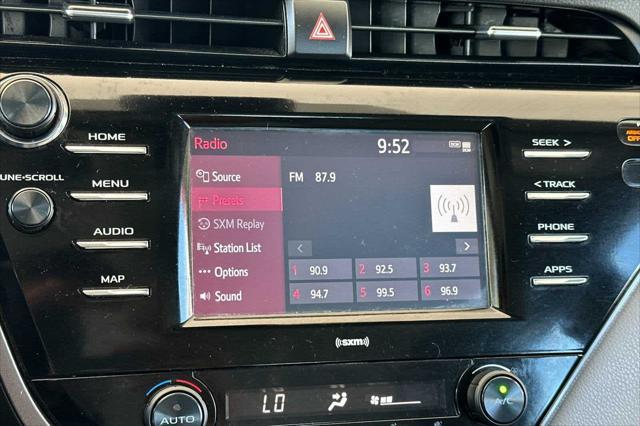 Radio
9:52
HOME
MENU
AUDIO
MAP
UNE•SCROLL
Source
Presets
SXM Replay
Station List
Options
Sound
FM 87.9
1 90.9
2 92.5
3 93.7
4 94.7
5 99.5
6 96.9
SEEK >
< TRACK
PHONE
APPS
OFF
((sxm))
AUTO
LO
A/C